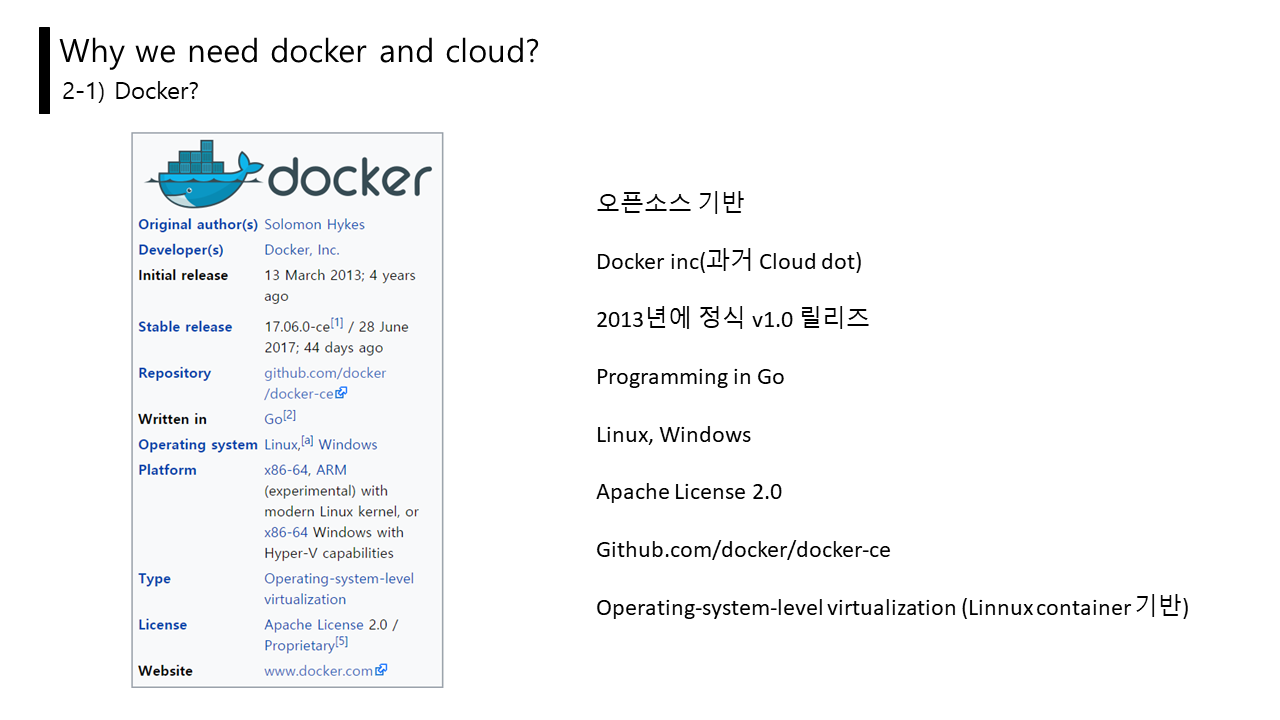 Why we need docker and cloud?
2-1) Docker?
docker
Original author(s) Solomon Hykes
Developer(s) Docker, Inc.
Initial release 13 March 2013; 4 years
ago
Stable release 17.06.0-ce[1] / 28 June
2017; 44 days ago
Repository github.com/docker
/docker-ce
Written in Go[2]
Operating system Linux,[a] Windows
Platform x86-64, ARM
(experimental) with
modern Linux kernel, or
x86-64 Windows with
Hyper-V capabilities
Type Operating-system-level
virtualization
License Apache License 2.0 /
Proprietary[5]
Website www.docker.com
오픈소스 기반
Docker inc(과거 Cloud dot)
2013년에 정식 v1.0 릴리즈
Programming in Go
Linux, Windows
Apache License 2.0
Github.com/docker/docker-ce
Operating-system-level virtualization (Linnux container 기반)